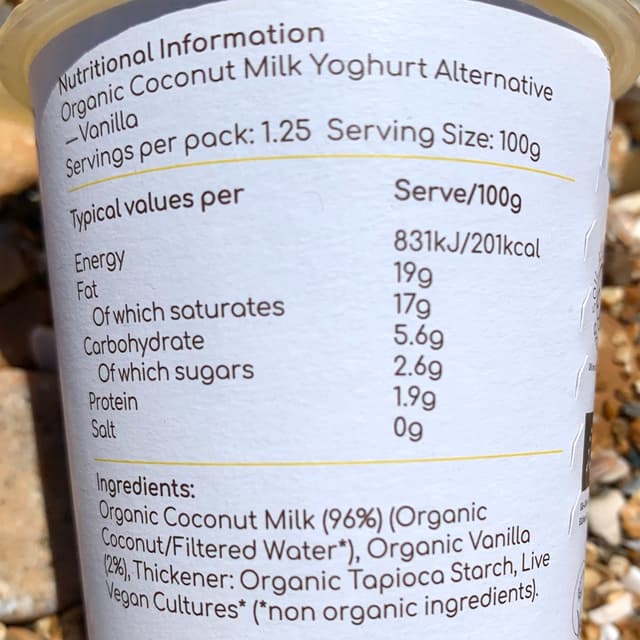 Nutritional Information
Organic Coconut Milk Yoghurt Alternative
—Vanilla
Servings per pack: 1.25 Serving Size: 100g
Typical values per Serve/100g
Energy 831kJ/201kcal
Fat 19g
Of which saturates 17g
Carbohydrate 5.6g
Of which sugars 2.6g
Protein 1.9g
Salt 0g
Ingredients:
Organic Coconut Milk (96%) (Organic
Coconut/Filtered Water*), Organic Vanilla
(2%), Thickener: Organic Tapioca Starch, Live
Vegan Cultures* (*non organic ingredients).